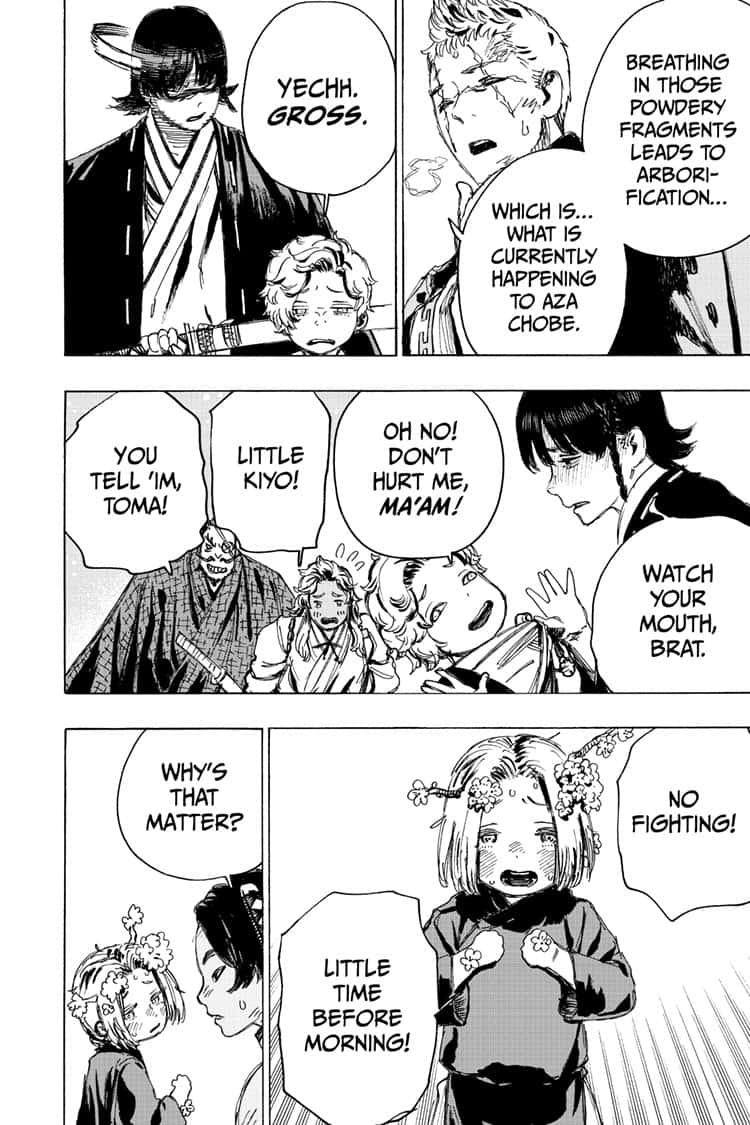 BREATHING
IN THOSE
POWDERY
FRAGMENTS
LEADS TO
ARBORI-
FICATION...
WHICH IS...
WHAT IS
CURRENTLY
HAPPENING
TO AZA
CHOBE.
YECHH.
GROSS.
WATCH
YOUR
MOUTH,
BRAT.
OH NO!
DON'T
HURT ME,
MA'AM!
LITTLE
KIYO!
YOU
TELL 'IM,
TOMA!
NO
FIGHTING!
LITTLE
TIME
BEFORE
MORNING!
WHY'S
THAT
MATTER?